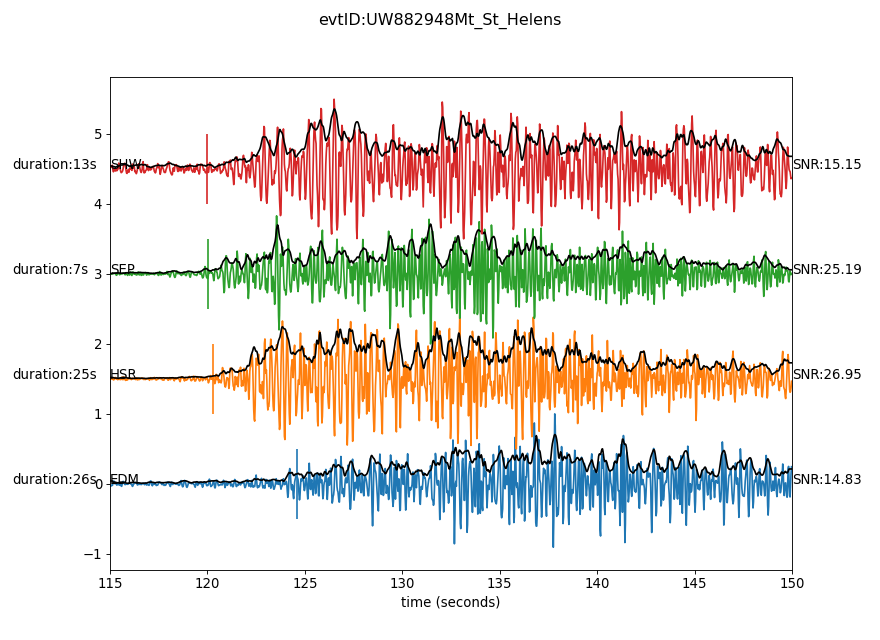 evtID:UW882948Mt_St_Helens
5
duration:13s SHW SNR:15.15
4
duration:7s SEP SNR:25.19
3
2
duration:25s HSR SNR:26.95
1
duration:26s EDM SNR:14.83
0
−1
115 120 125 130 135 140 145 150
time (seconds)